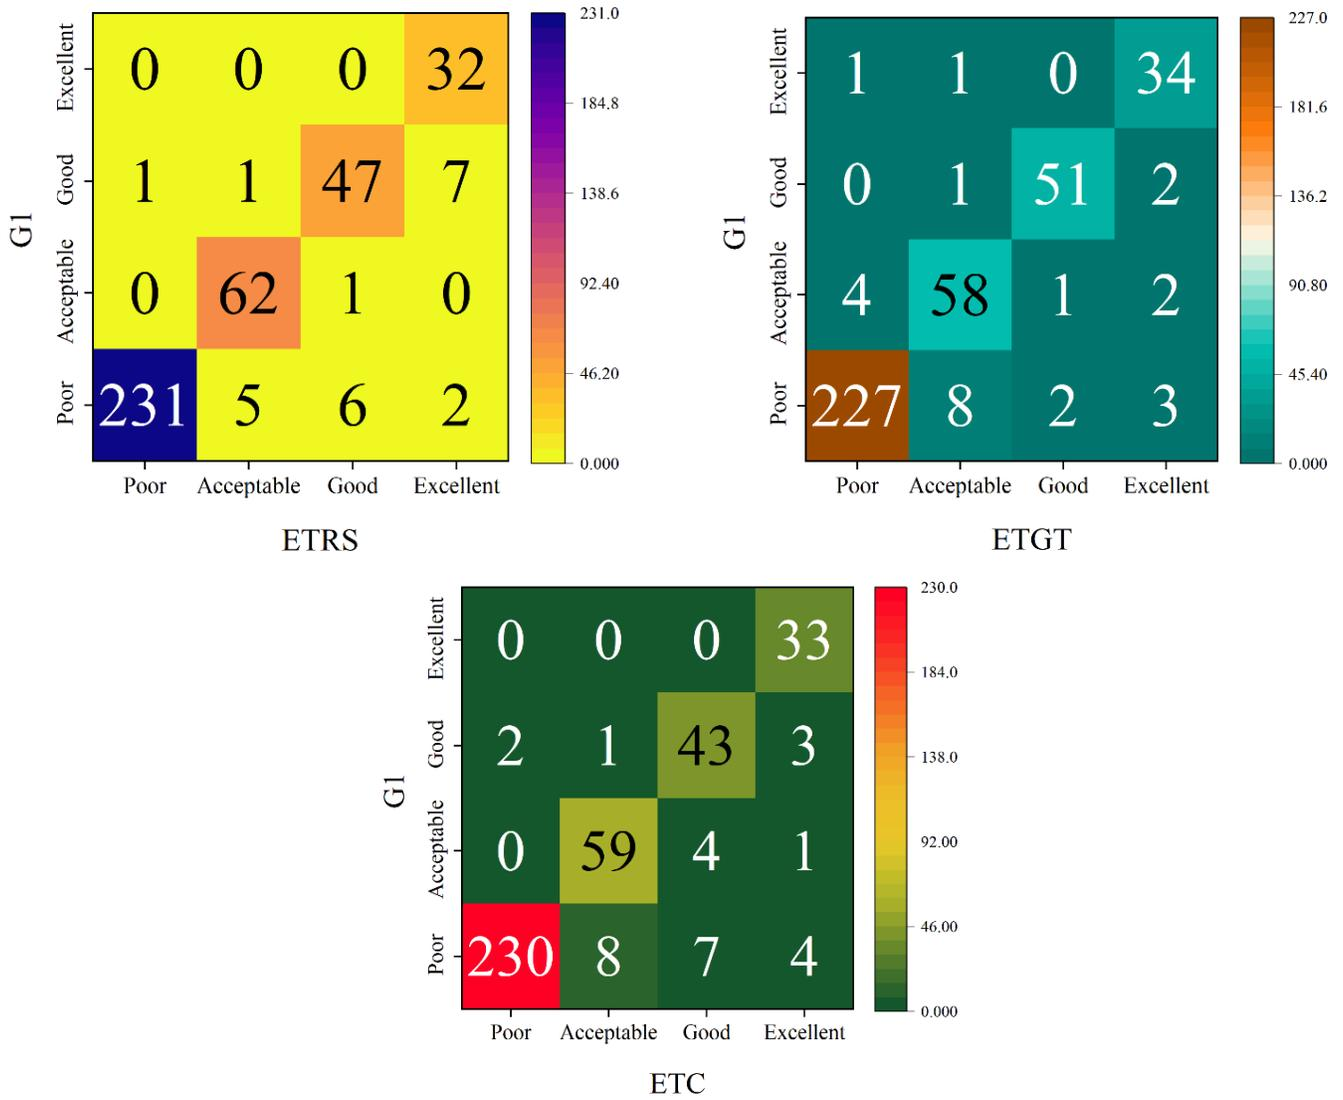 Excellent 0 0 0 32
Good 1 1 47 7
Acceptable 0 62 1 0
Poor 231 5 6 2
Poor Acceptable Good Excellent
G1
ETRS
231.0
184.8
138.6
92.40
46.20
0.000
Excellent 1 1 0 34
Good 0 1 51 2
Acceptable 4 58 1 2
Poor 227 8 2 3
Poor Acceptable Good Excellent
G1
ETGT
227.0
181.6
136.2
90.80
45.40
0.000
Excellent 0 0 0 33
Good 2 1 43 3
Acceptable 0 59 4 1
Poor 230 8 7 4
Poor Acceptable Good Excellent
G1
ETC
230.0
184.0
138.0
92.00
46.00
0.000